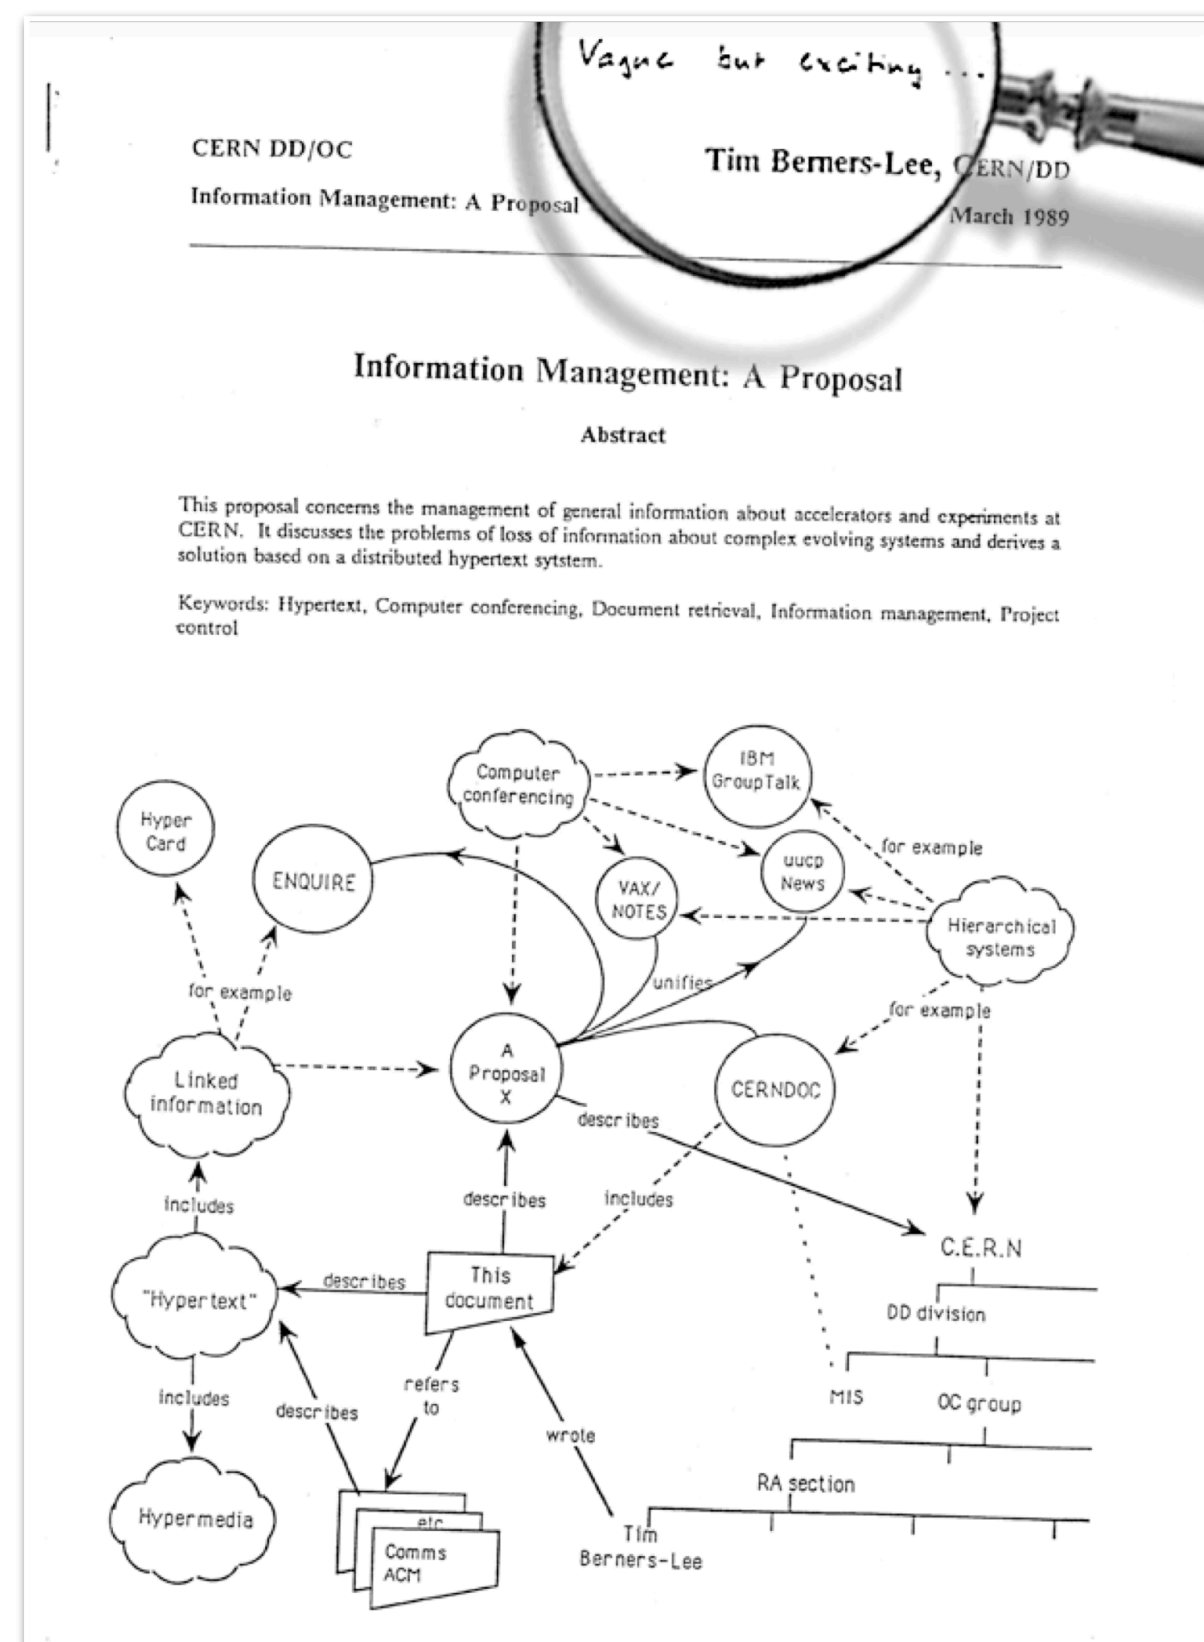 Vague but exciting ...
CERN DD/OC
Tim Berners-Lee, CERN/DD
Information Management: A Proposal
March 1989
Information Management: A Proposal
Abstract
This proposal concerns the management of general information about accelerators and experiments at
CERN. It discusses the problems of loss of information about complex evolving systems and derives a
solution based on a distributed hypertext sytstem.
Keywords: Hypertext, Computer conferencing, Document retrieval, Information management, Project
control
Computer
conferencing
IBM
GroupTalk
Hyper
Card
ENQUIRE
VAX/
NOTES
uucp
News
for example
Hierarchical
systems
for example
unifies
for example
Linked
information
A
Proposal
X
CERNDOC
describes
includes
describes
includes
C.E.R.N
"Hypertext"
describes
This
document
DD division
includes
describes
refers
to
wrote
MIS
OC group
RA section
Hypermedia
etc
Comms
ACM
Tim
Berners-Lee